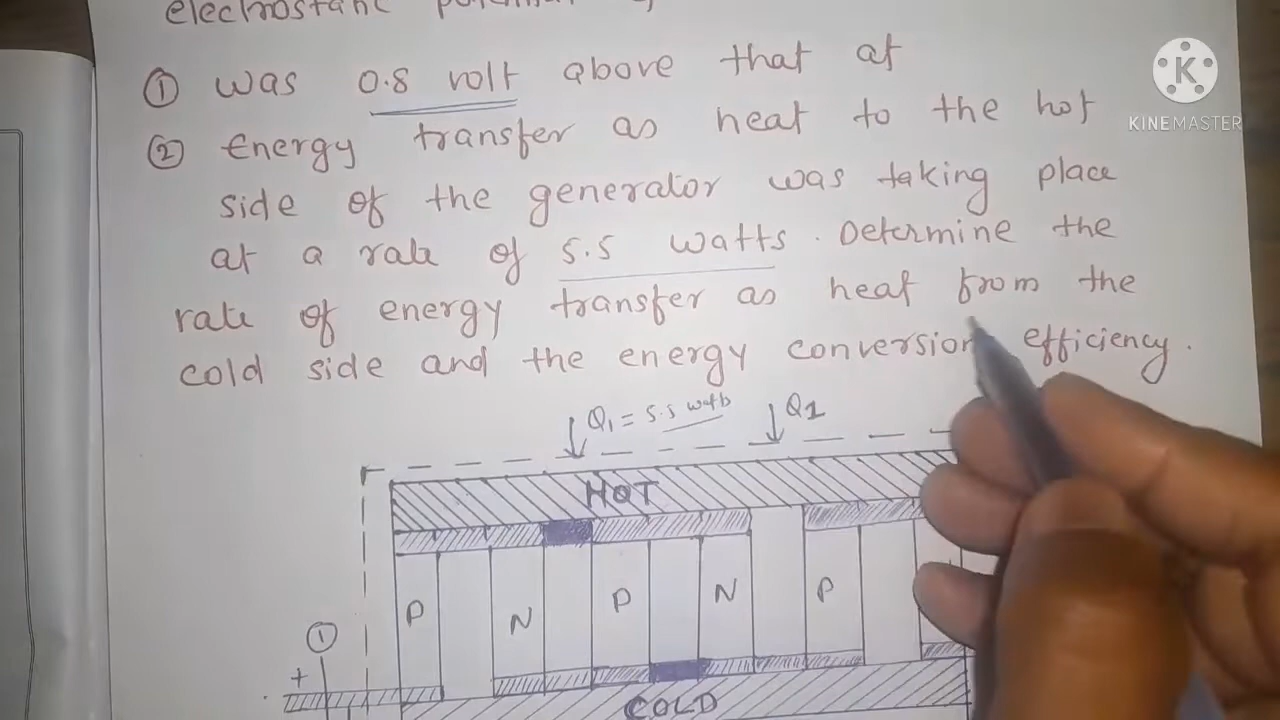 electrostatic potential
① was 0.8 volt above that at
② Energy transfer as heat to the hot
side of the generator was taking place
at a rate of 5.5 watts. Determine the
rate of energy transfer as heat from the
cold side and the energy conversion efficiency.
Q₁ = 5.5 watts
Q1
HOT
P
N
P
N
P
①
+
COLD
K
KINEMASTER